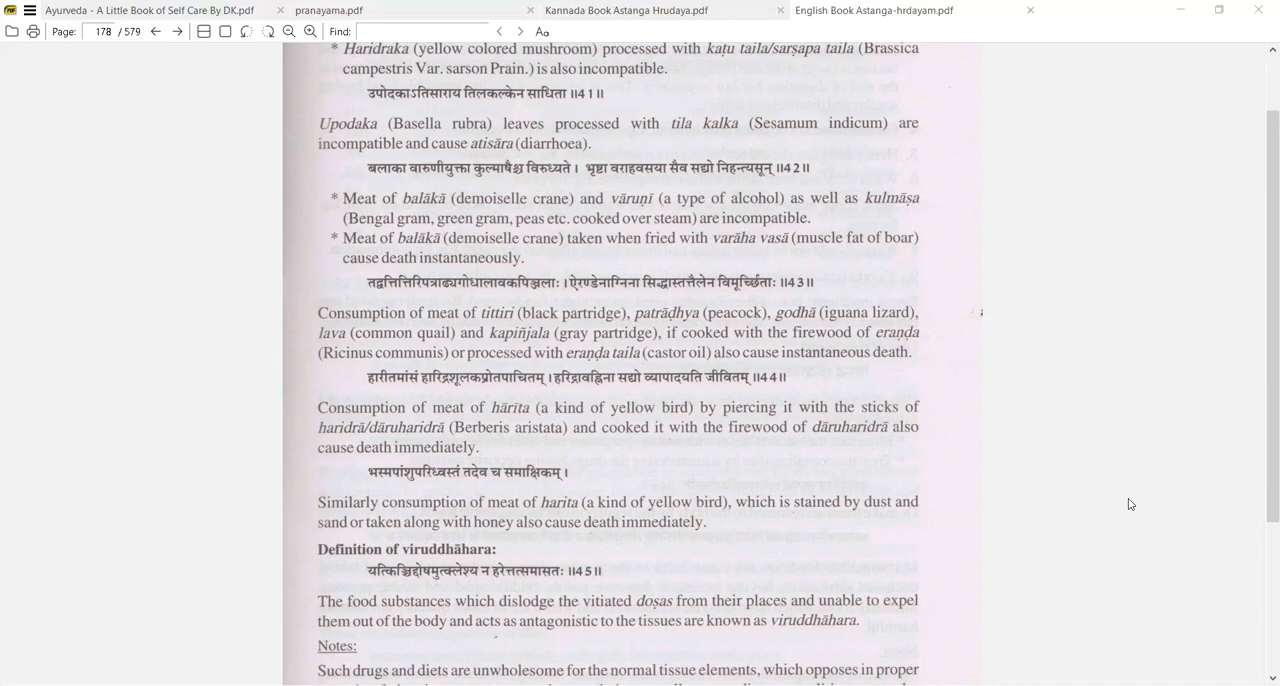 Ayurveda - A Little Book of Self Care By DK.pdf
pranayama.pdf
Kannada Book Astanga Hrudaya.pdf
English Book Astanga-hrdayam.pdf
Page: 178 / 579 Find: Aa
* Haridraka (yellow colored mushroom) processed with kaṭu taila/sarṣapa taila (Brassica
campestris Var. sarson Prain.) is also incompatible.
उपोदकाऽतिसाराय तिलकल्केन साधिता ॥41॥
Upodaka (Basella rubra) leaves processed with tila kalka (Sesamum indicum) are
incompatible and cause atisāra (diarrhoea).
बलाका वारुणीयुक्ता कुल्माषैश्च विरुध्यते । भृष्टा वराहवसया सैव सद्यो निहन्त्यसून् ॥42॥
* Meat of balākā (demoiselle crane) and vāruṇī (a type of alcohol) as well as kulmāṣa
(Bengal gram, green gram, peas etc. cooked over steam) are incompatible.
* Meat of balākā (demoiselle crane) taken when fried with varāha vasā (muscle fat of boar)
cause death instantaneously.
तद्वत्तित्तिरिपत्राढ्यगोधालावकपिञ्जलाः । ऐरण्डेनाग्निना सिद्धास्तत्तैलेन विमूर्च्छिताः ॥43॥
Consumption of meat of tittiri (black partridge), patrāḍhya (peacock), godhā (iguana lizard),
lava (common quail) and kapiñjala (gray partridge), if cooked with the firewood of eraṇḍa
(Ricinus communis) or processed with eraṇḍa taila (castor oil) also cause instantaneous death.
हारीतमांसं हारिद्रशूलकप्रोतपाचितम् । हरिद्रावह्निना सद्यो व्यापादयति जीवितम् ॥44॥
Consumption of meat of hārīta (a kind of yellow bird) by piercing it with the sticks of
haridrā/dāruharidrā (Berberis aristata) and cooked it with the firewood of dāruharidrā also
cause death immediately.
भस्मपांशुपरिध्वस्तं तदेव च समाक्षिकम् ।
Similarly consumption of meat of harita (a kind of yellow bird), which is stained by dust and
sand or taken along with honey also cause death immediately.
Definition of viruddhāhara:
यत्किञ्चिद्दोषमुत्क्लेश्य न हरेत्तत्समासतः ॥45॥
The food substances which dislodge the vitiated doṣas from their places and unable to expel
them out of the body and acts as antagonistic to the tissues are known as viruddhāhara.
Notes:
Such drugs and diets are unwholesome for the normal tissue elements, which opposes in proper